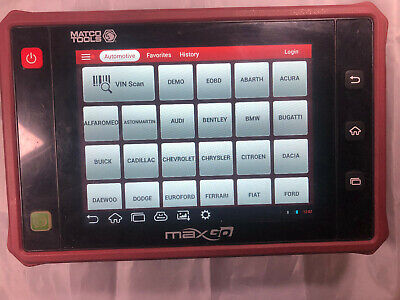 MATCO
TOOLS
Automotive Favorites History Login
VIN Scan DEMO EOBD ABARTH ACURA
ALFAROMEO ASTONMARTIN AUDI BENTLEY BMW BUGATTI
BUICK CADILLAC CHEVROLET CHRYSLER CITROEN DACIA
DAEWOO DODGE EUROFORD FERRARI FIAT FORD
maxGO